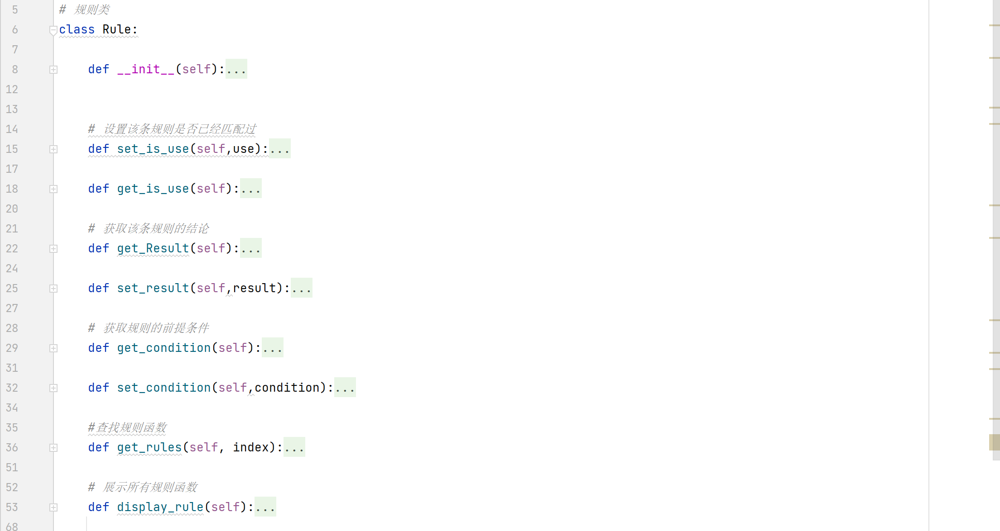 5 # 规则类
6 class Rule:
7
8 def __init__(self):...
12
13
14 # 设置该条规则是否已经匹配过
15 def set_is_use(self,use):...
17
18 def get_is_use(self):...
20
21 # 获取该条规则的结论
22 def get_Result(self):...
24
25 def set_result(self,result):...
27
28 # 获取规则的前提条件
29 def get_condition(self):...
31
32 def set_condition(self,condition):...
34
35 #查找规则函数
36 def get_rules(self, index):...
51
52 # 展示所有规则函数
53 def display_rule(self):...
68